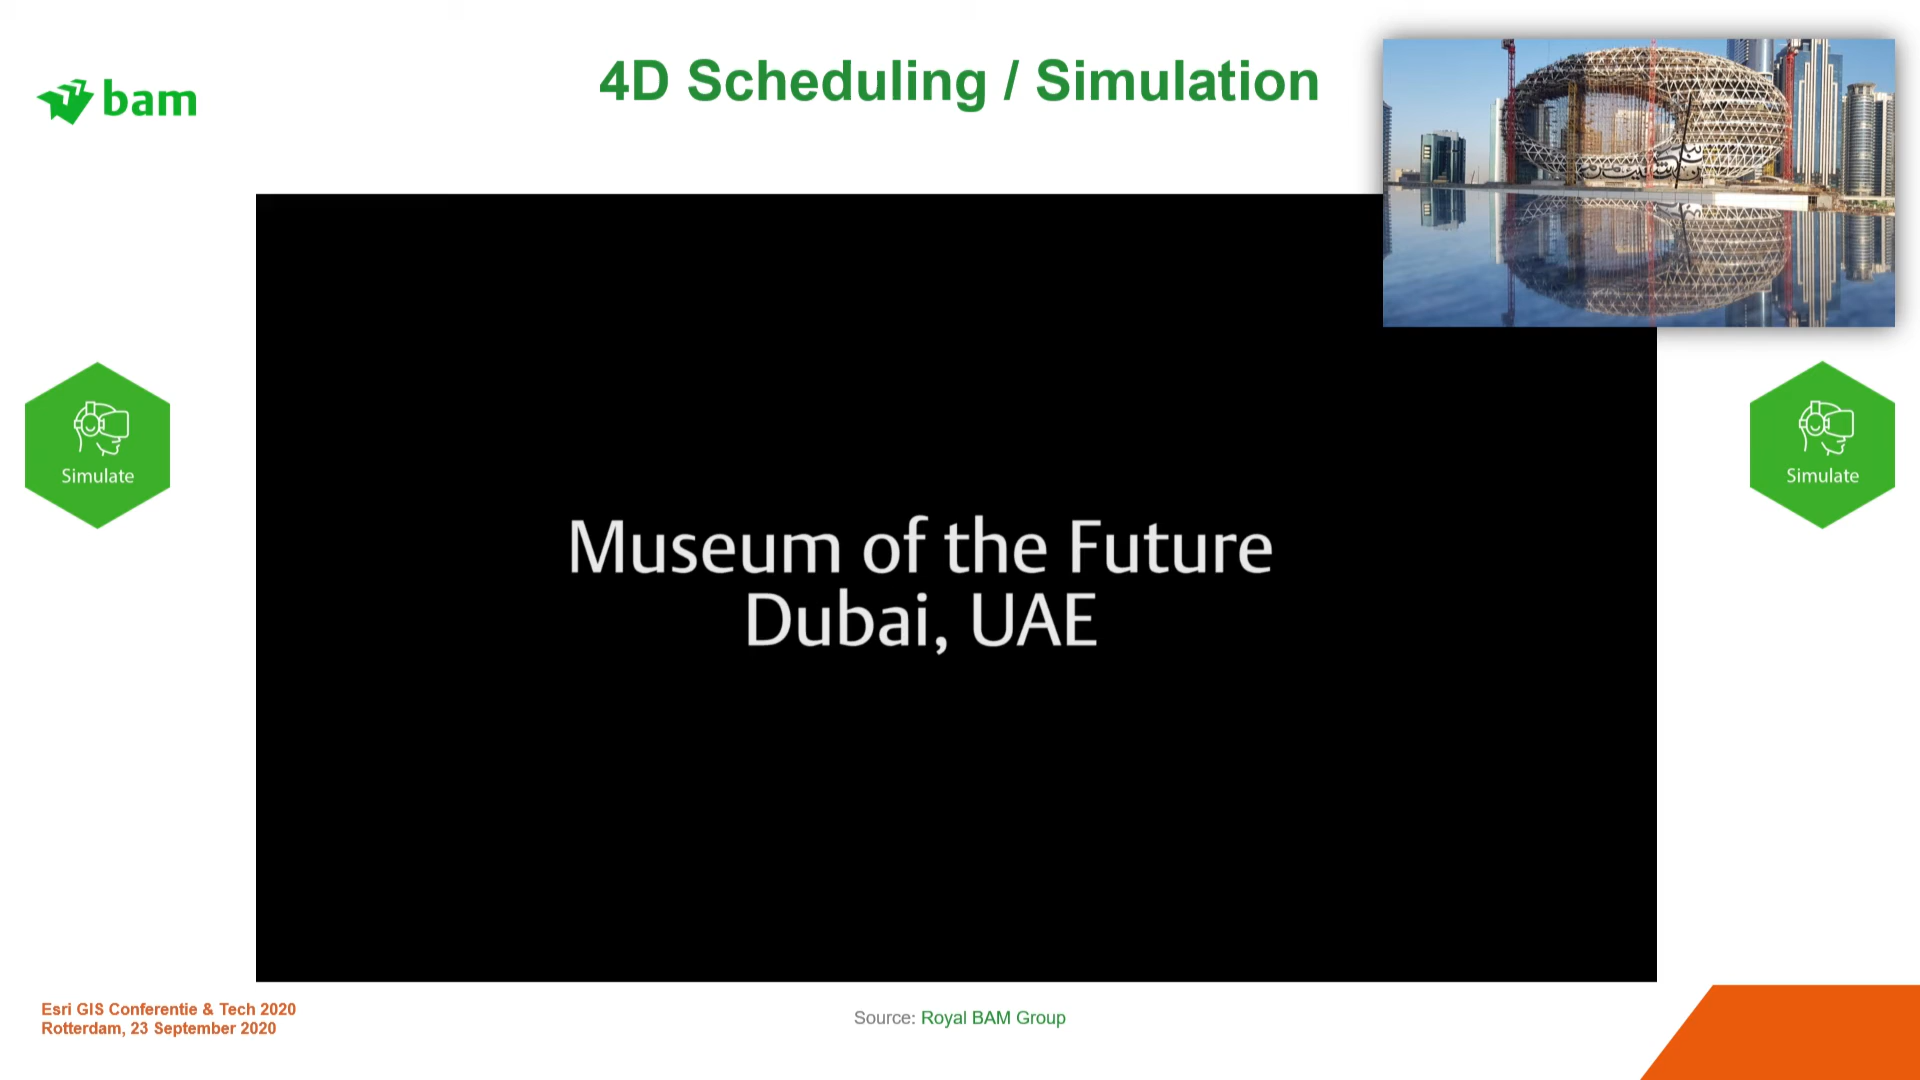 bam
4D Scheduling / Simulation
Simulate
Simulate
Museum of the Future
Dubai, UAE
Esri GIS Conferentie & Tech 2020
Rotterdam, 23 September 2020
Source: Royal BAM Group